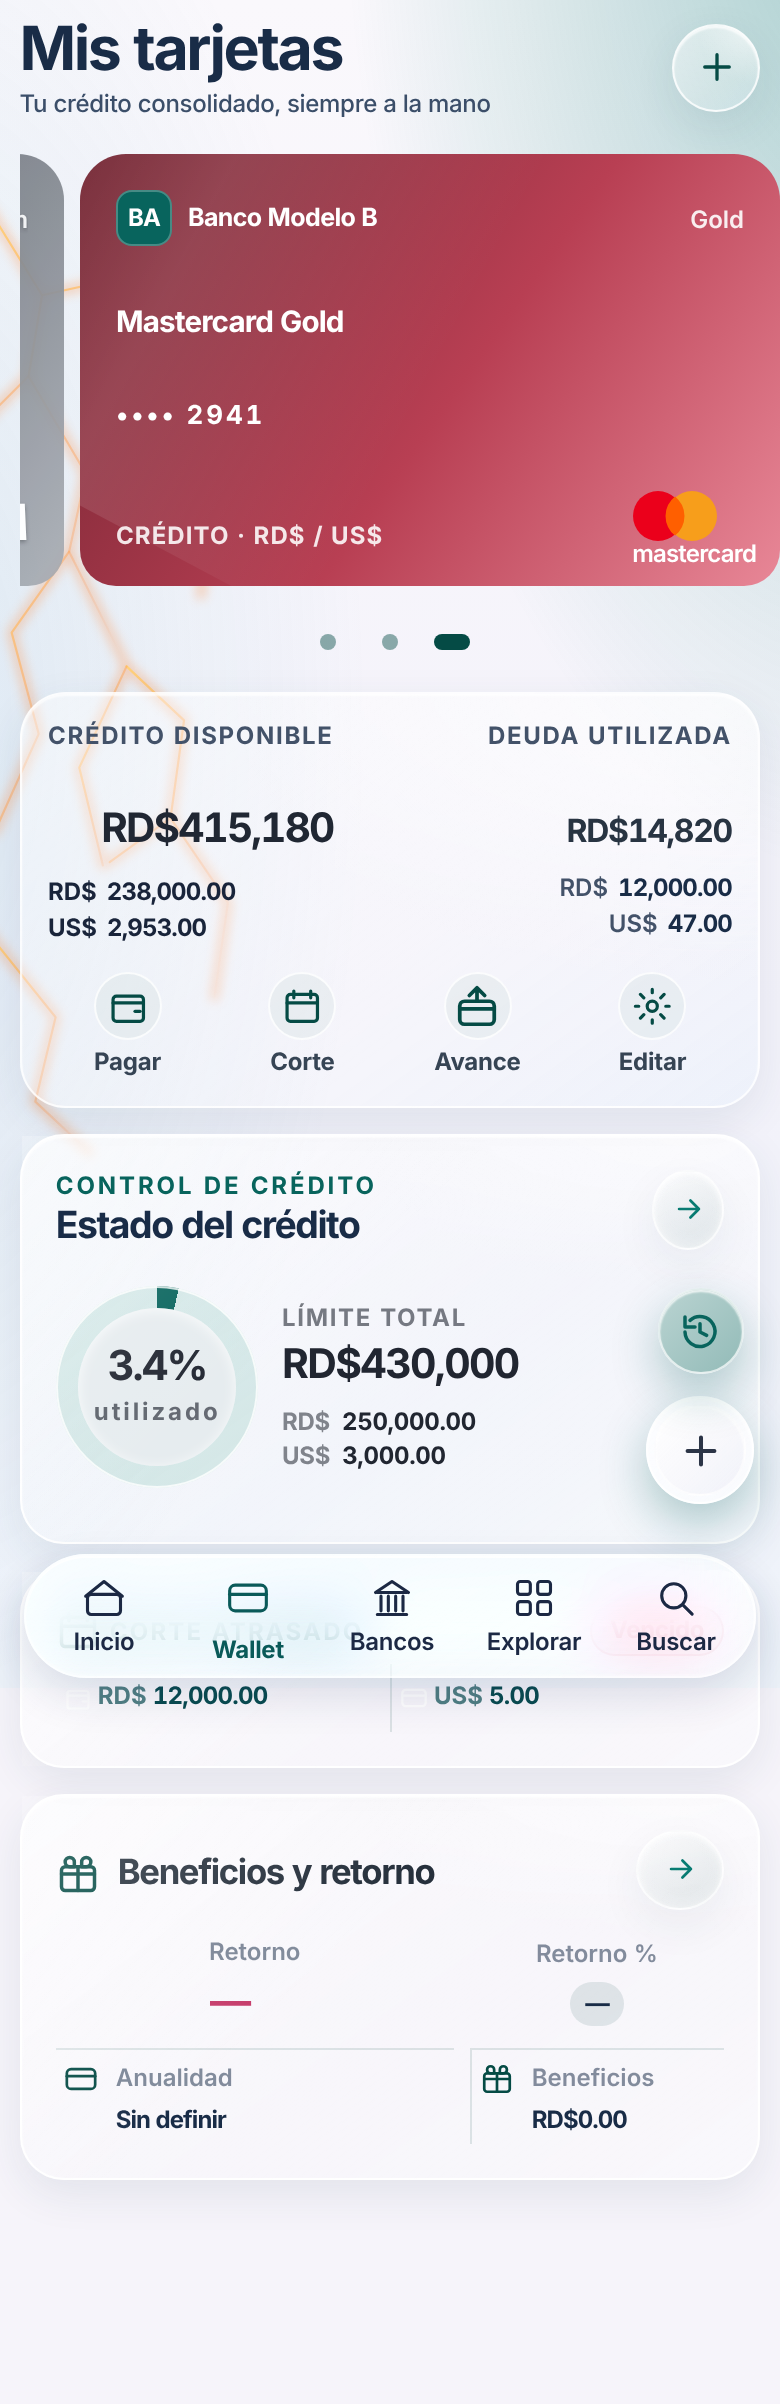 Mis tarjetas
Tu crédito consolidado, siempre a la mano
BA Banco Modelo B
Gold
Mastercard Gold
•••• 2941
CRÉDITO · RD$ / US$
mastercard
CRÉDITO DISPONIBLE
DEUDA UTILIZADA
RD$415,180
RD$14,820
RD$ 238,000.00
RD$ 12,000.00
US$ 2,953.00
US$ 47.00
Pagar
Corte
Avance
Editar
CONTROL DE CRÉDITO
Estado del crédito
3.4%
utilizado
LÍMITE TOTAL
RD$430,000
RD$ 250,000.00
US$ 3,000.00
CORTE ATRASADO
Vencido
Inicio
Wallet
Bancos
Explorar
Buscar
RD$ 12,000.00
US$ 5.00
Beneficios y retorno
Retorno
Retorno %
—
—
Anualidad
Beneficios
Sin definir
RD$0.00